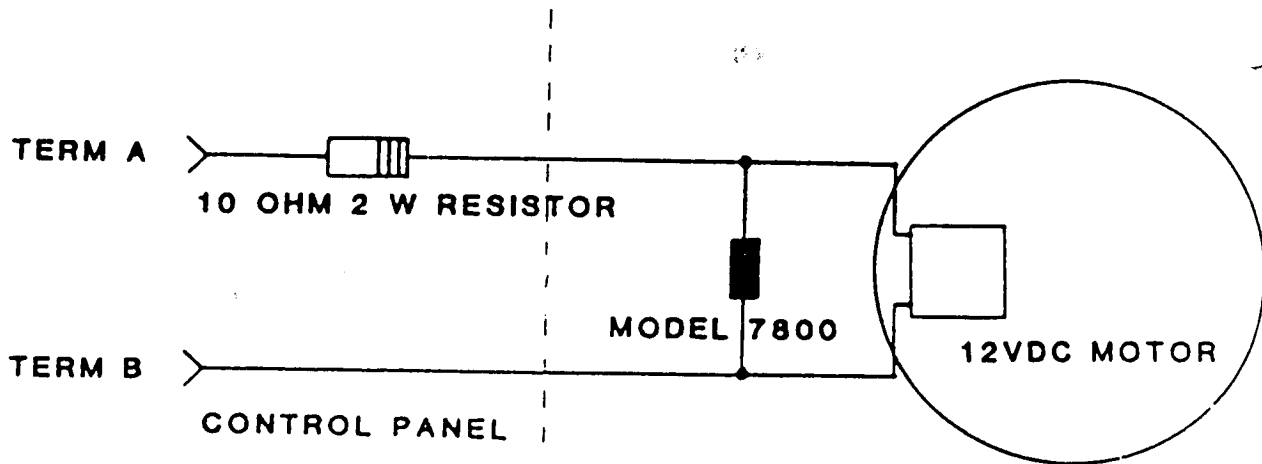 TERM A
10 OHM 2 W RESISTOR
MODEL 7800
12VDC MOTOR
TERM B
CONTROL PANEL